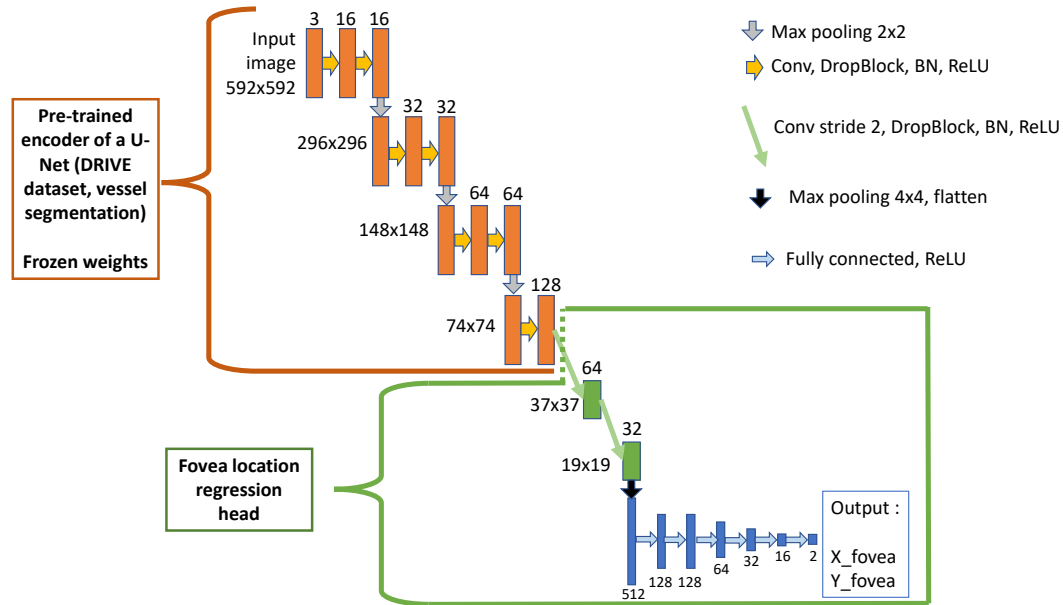 3 16 16
Input
image
592x592
32 32
296x296
64 64
148x148
128
74x74
64
37x37
32
19x19
512
128
128
64
32
16
2
Output :
X_fovea
Y_fovea
Pre-trained
encoder of a U-
Net (DRIVE
dataset, vessel
segmentation)
Frozen weights
Fovea location
regression
head
Max pooling 2x2
Conv, DropBlock, BN, ReLU
Conv stride 2, DropBlock, BN, ReLU
Max pooling 4x4, flatten
Fully connected, ReLU